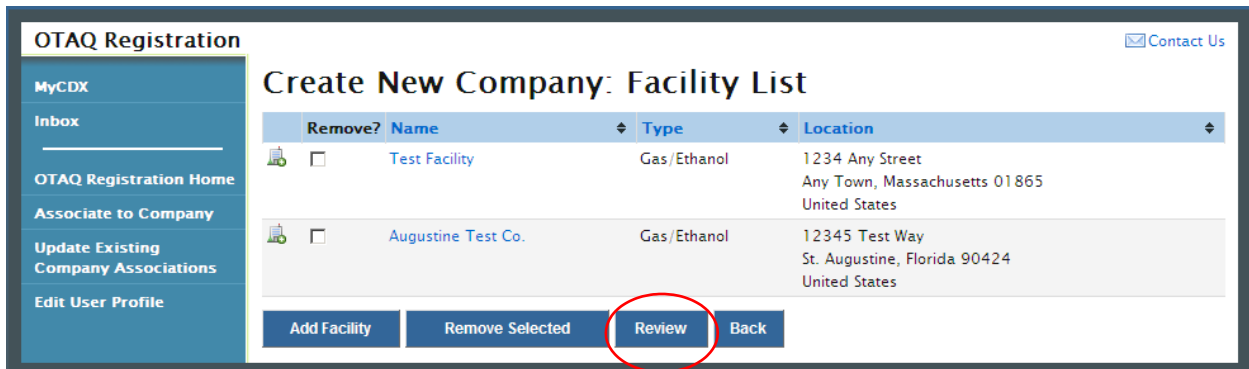 OTAQ Registration
Contact Us
MyCDX
Inbox
OTAQ Registration Home
Associate to Company
Update Existing
Company Associations
Edit User Profile
Create New Company: Facility List
Remove? Name Type Location
Test Facility Gas/Ethanol 1234 Any Street
Any Town, Massachusetts 01865
United States
Augustine Test Co. Gas/Ethanol 12345 Test Way
St. Augustine, Florida 90424
United States
Add Facility Remove Selected Review Back